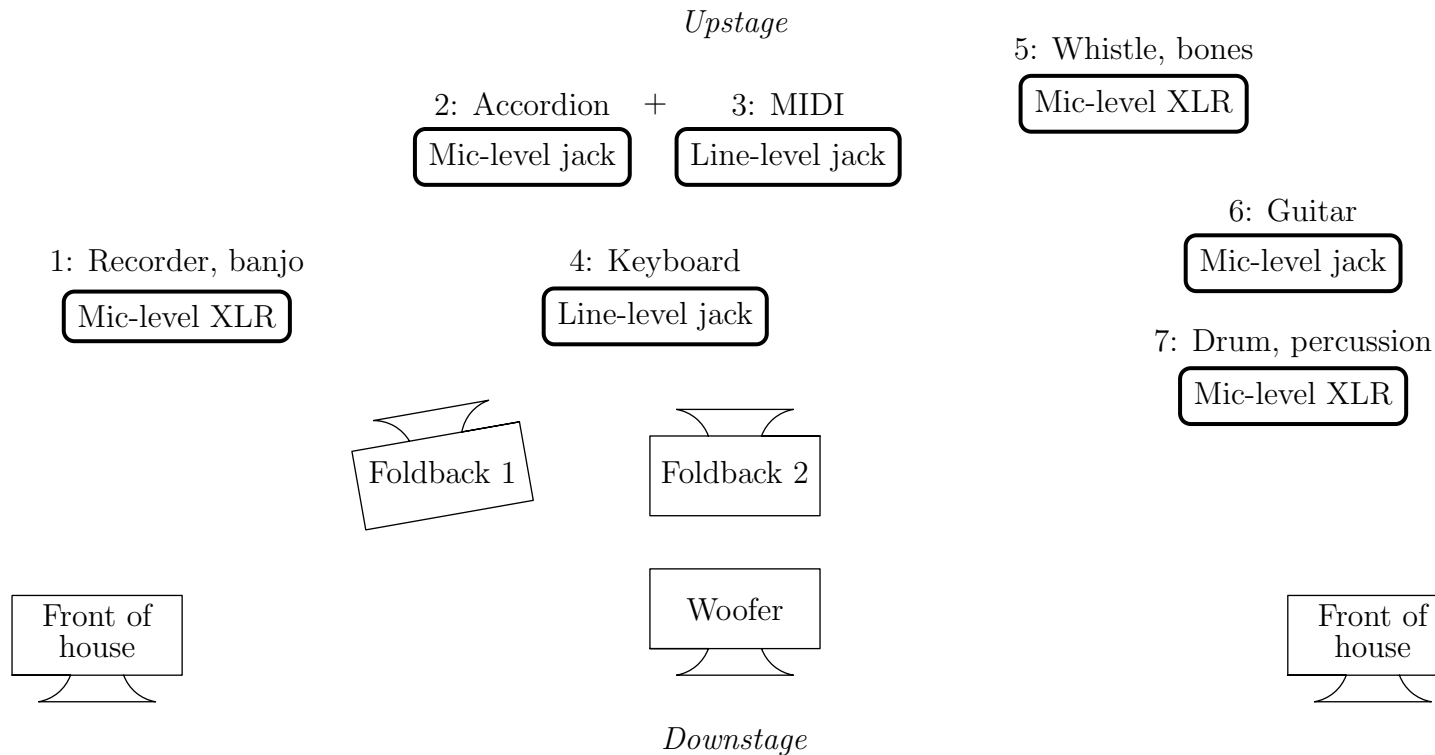 Upstage
5: Whistle, bones
Mic-level XLR
2: Accordion + 3: MIDI
Mic-level jack Line-level jack
6: Guitar
Mic-level jack
1: Recorder, banjo
Mic-level XLR
4: Keyboard
Line-level jack
7: Drum, percussion
Mic-level XLR
Foldback 1
Foldback 2
Front of
house
Woofer
Front of
house
Downstage